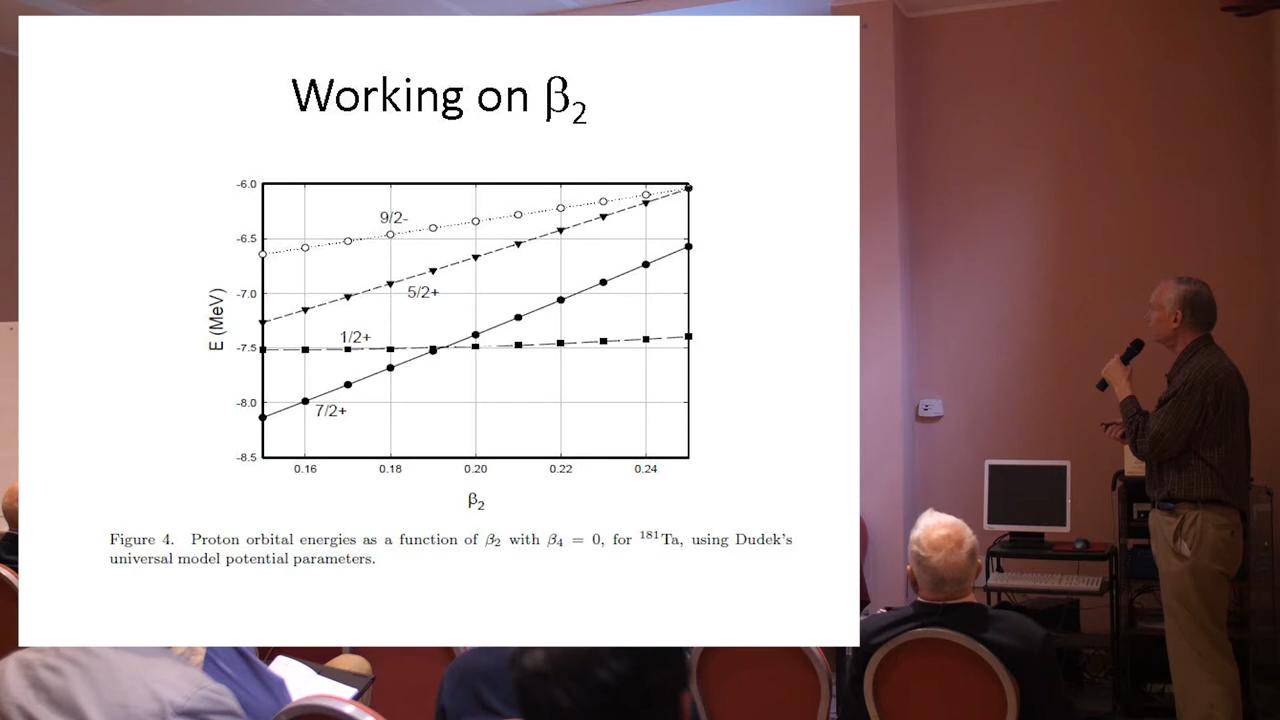 Working on β₂
-6.0
-6.5
-7.0
-7.5
-8.0
-8.5
E (MeV)
9/2-
5/2+
1/2+
7/2+
0.16 0.18 0.20 0.22 0.24
β₂
Figure 4. Proton orbital energies as a function of β₂ with β₄ = 0, for ¹⁸¹Ta, using Dudek's
universal model potential parameters.